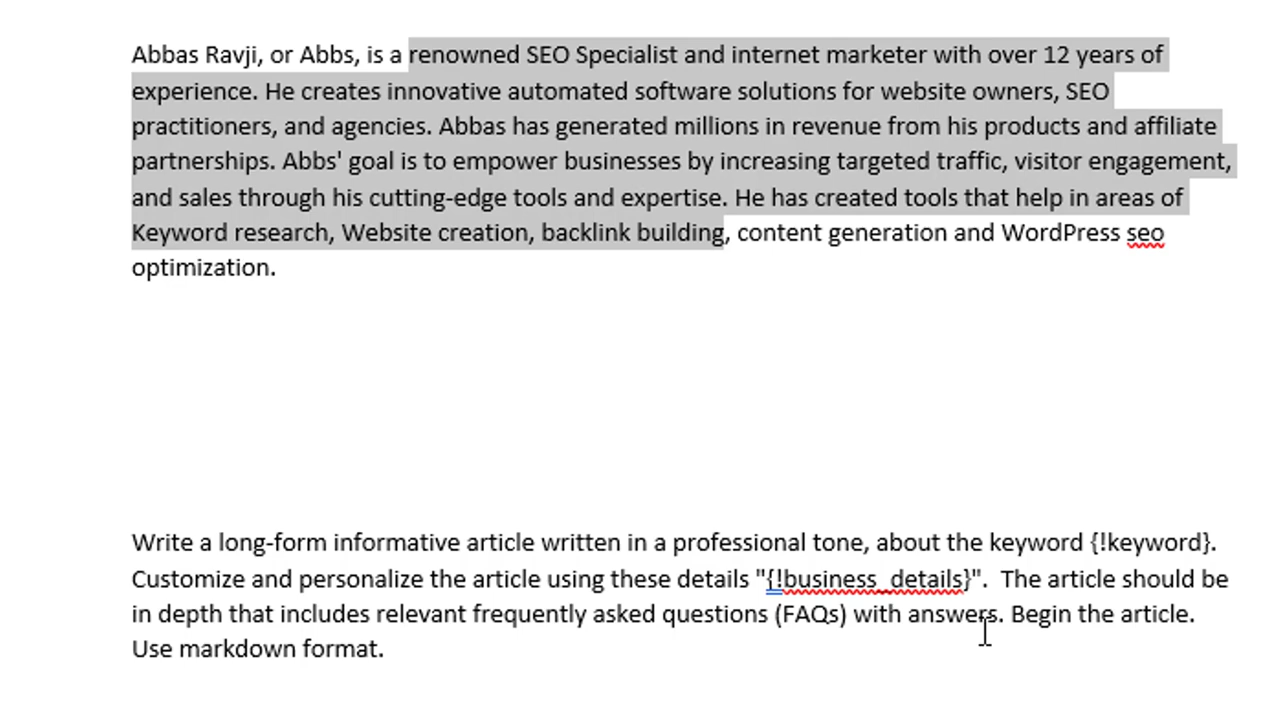 Abbas Ravji, or Abbs, is a renowned SEO Specialist and internet marketer with over 12 years of
experience. He creates innovative automated software solutions for website owners, SEO
practitioners, and agencies. Abbas has generated millions in revenue from his products and affiliate
partnerships. Abbs' goal is to empower businesses by increasing targeted traffic, visitor engagement,
and sales through his cutting-edge tools and expertise. He has created tools that help in areas of
Keyword research, Website creation, backlink building, content generation and WordPress seo
optimization.
Write a long-form informative article written in a professional tone, about the keyword {!keyword}.
Customize and personalize the article using these details "{!business_details}".  The article should be
in depth that includes relevant frequently asked questions (FAQs) with answers. Begin the article.
Use markdown format.